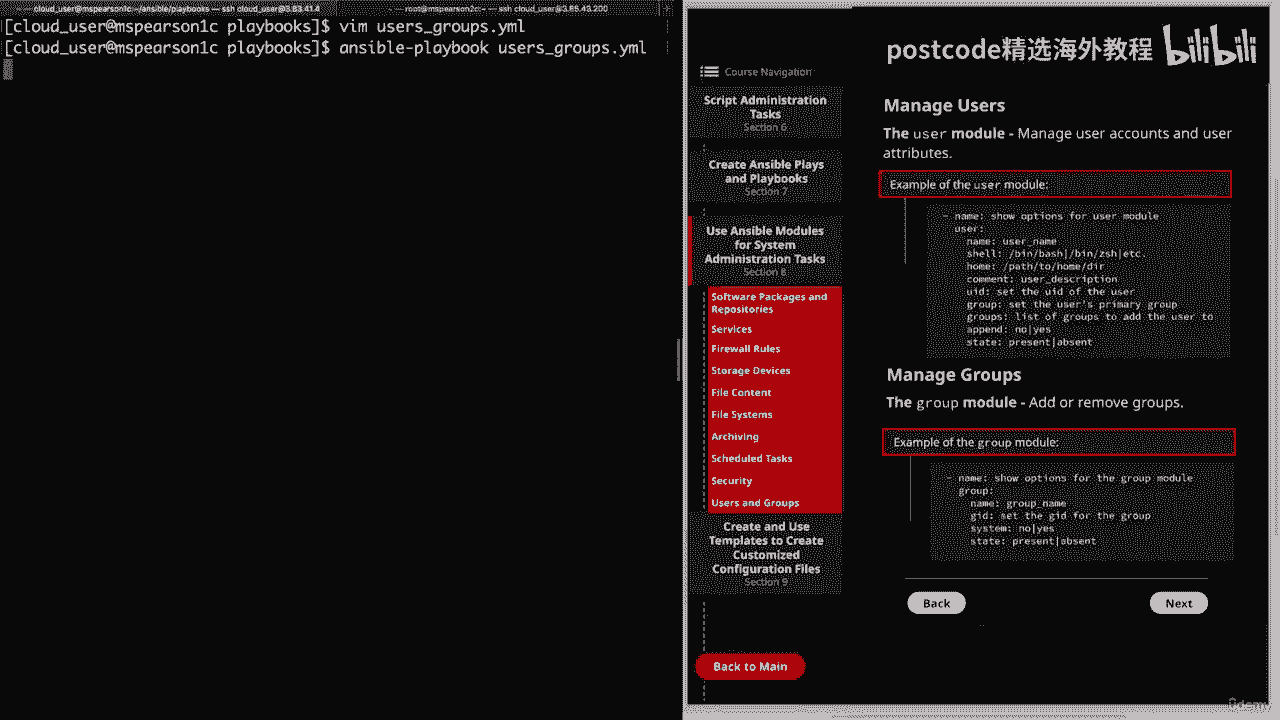 cloud_user@mspearson1c:~/ansible/playbooks — ssh cloud_user@3.83.41.4
root@mspearson2c:~ — ssh cloud_user@3.85.43.200
[cloud_user@mspearson1c playbooks]$ vim users_groups.yml
[cloud_user@mspearson1c playbooks]$ ansible-playbook users_groups.yml
postcode精选海外教程 bilibili
Course Navigation
Script Administration
Tasks
Section 6
Create Ansible Plays
and Playbooks
Section 7
Use Ansible Modules
for System
Administration Tasks
Section 8
Software Packages and
Repositories
Services
Firewall Rules
Storage Devices
File Content
File Systems
Archiving
Scheduled Tasks
Security
Users and Groups
Create and Use
Templates to Create
Customized
Configuration Files
Section 9
Back to Main
Manage Users
The user module - Manage user accounts and user
attributes.
Example of the user module:
- name: show options for user module
user:
name: user_name
shell: /bin/bash|/bin/zsh|etc.
home: /path/to/home/dir
comment: user_description
uid: set the uid of the user
group: set the user's primary group
groups: list of groups to add the user to
append: no|yes
state: present|absent
Manage Groups
The group module - Add or remove groups.
Example of the group module:
- name: show options for the group module
group:
name: group_name
gid: set the gid for the group
system: no|yes
state: present|absent
Back
Next
ûdemy